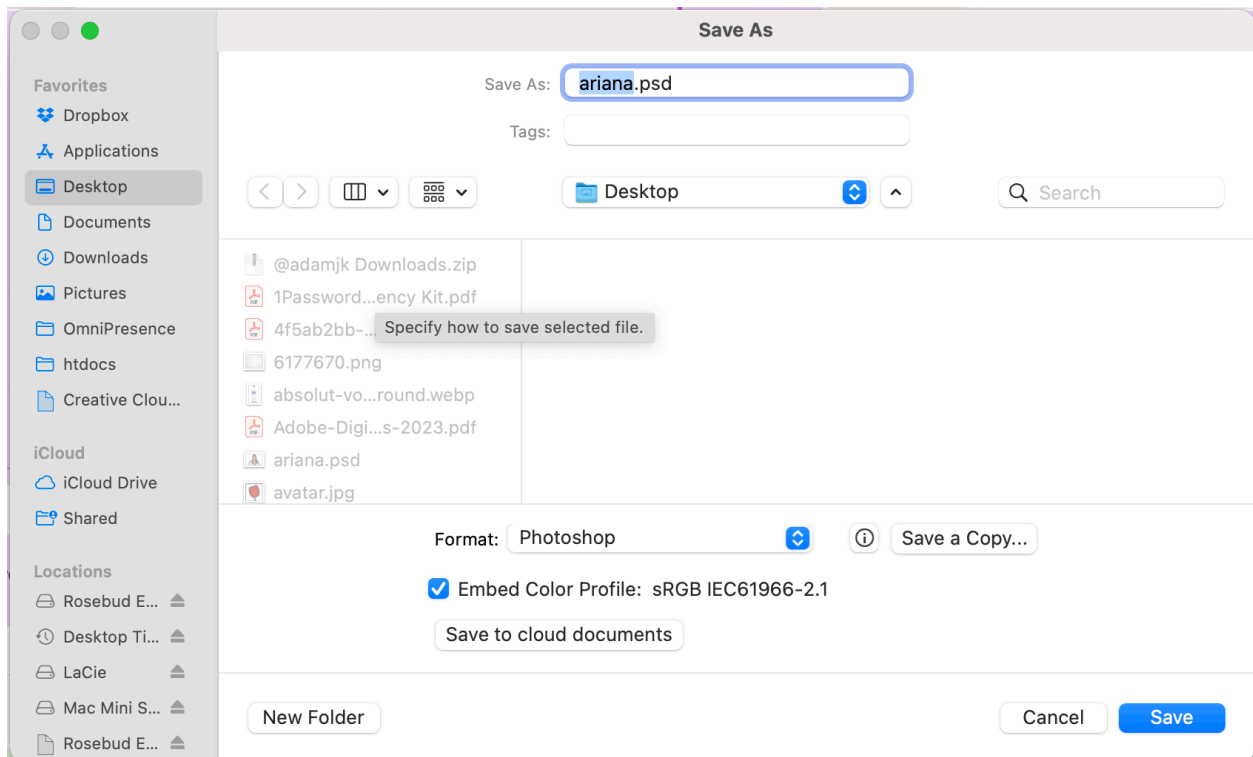 Save As
Favorites
Dropbox
Applications
Desktop
Documents
Downloads
Pictures
OmniPresence
htdocs
Creative Clou...
iCloud
iCloud Drive
Shared
Locations
Rosebud E...
Desktop Ti...
LaCie
Mac Mini S...
Rosebud E...
Save As: ariana.psd
Tags:
Desktop
Search
@adamjk Downloads.zip
1Password...ency Kit.pdf
4f5ab2bb-...
Specify how to save selected file.
6177670.png
absolut-vo...round.webp
Adobe-Digi...s-2023.pdf
ariana.psd
avatar.jpg
Format: Photoshop
Save a Copy...
Embed Color Profile: sRGB IEC61966-2.1
Save to cloud documents
New Folder
Cancel
Save